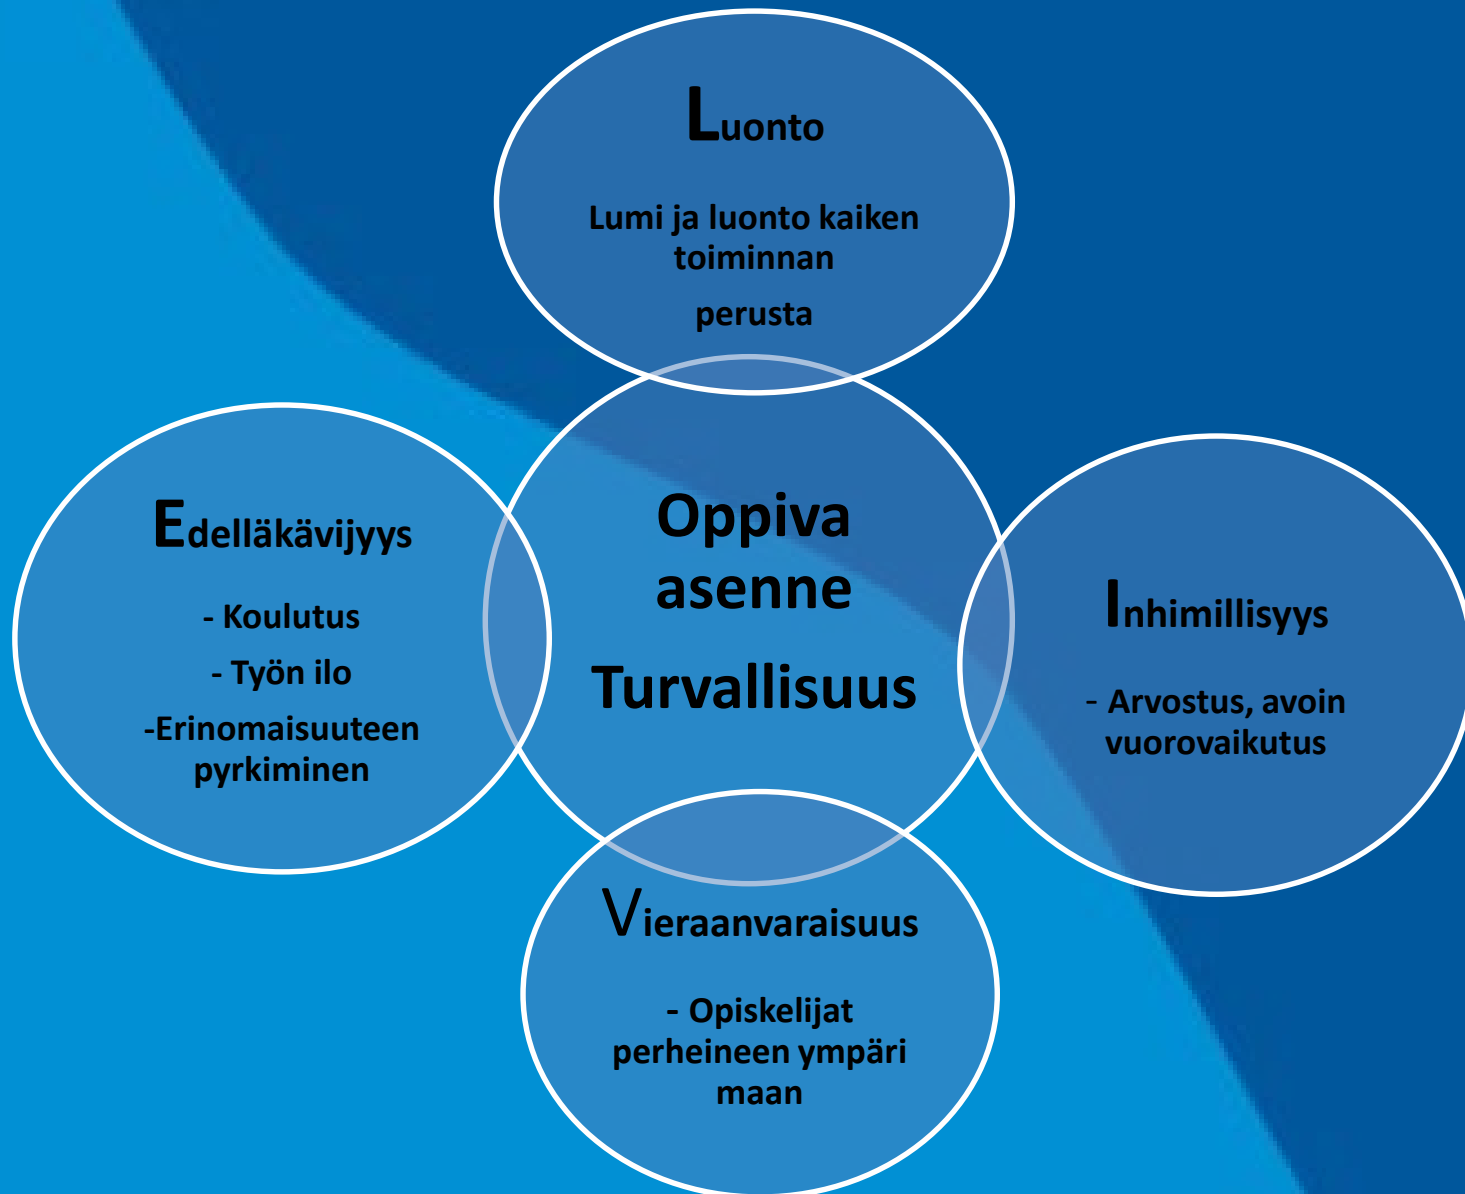 Luonto
Lumi ja luonto kaiken
toiminnan
perusta
Edelläkävijyys
- Koulutus
- Työn ilo
-Erinomaisuuteen
pyrkiminen
Oppiva
asenne
Turvallisuus
Inhimillisyys
- Arvostus, avoin
vuorovaikutus
Vieraanvaraisuus
- Opiskelijat
perheineen ympäri
maan